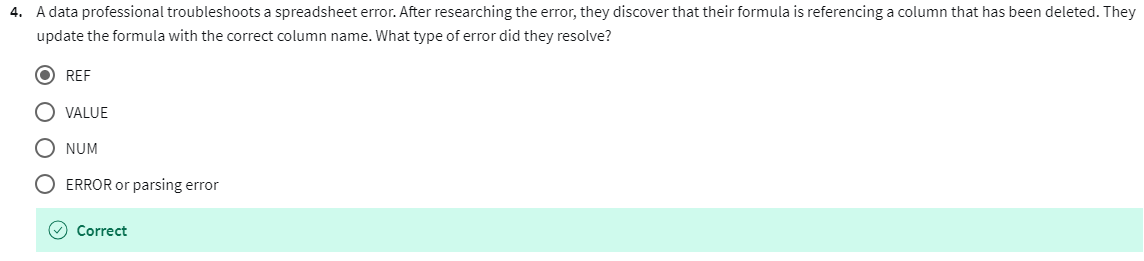 4. A data professional troubleshoots a spreadsheet error. After researching the error, they discover that their formula is referencing a column that has been deleted. They
update the formula with the correct column name. What type of error did they resolve?
REF
VALUE
NUM
ERROR or parsing error
Correct